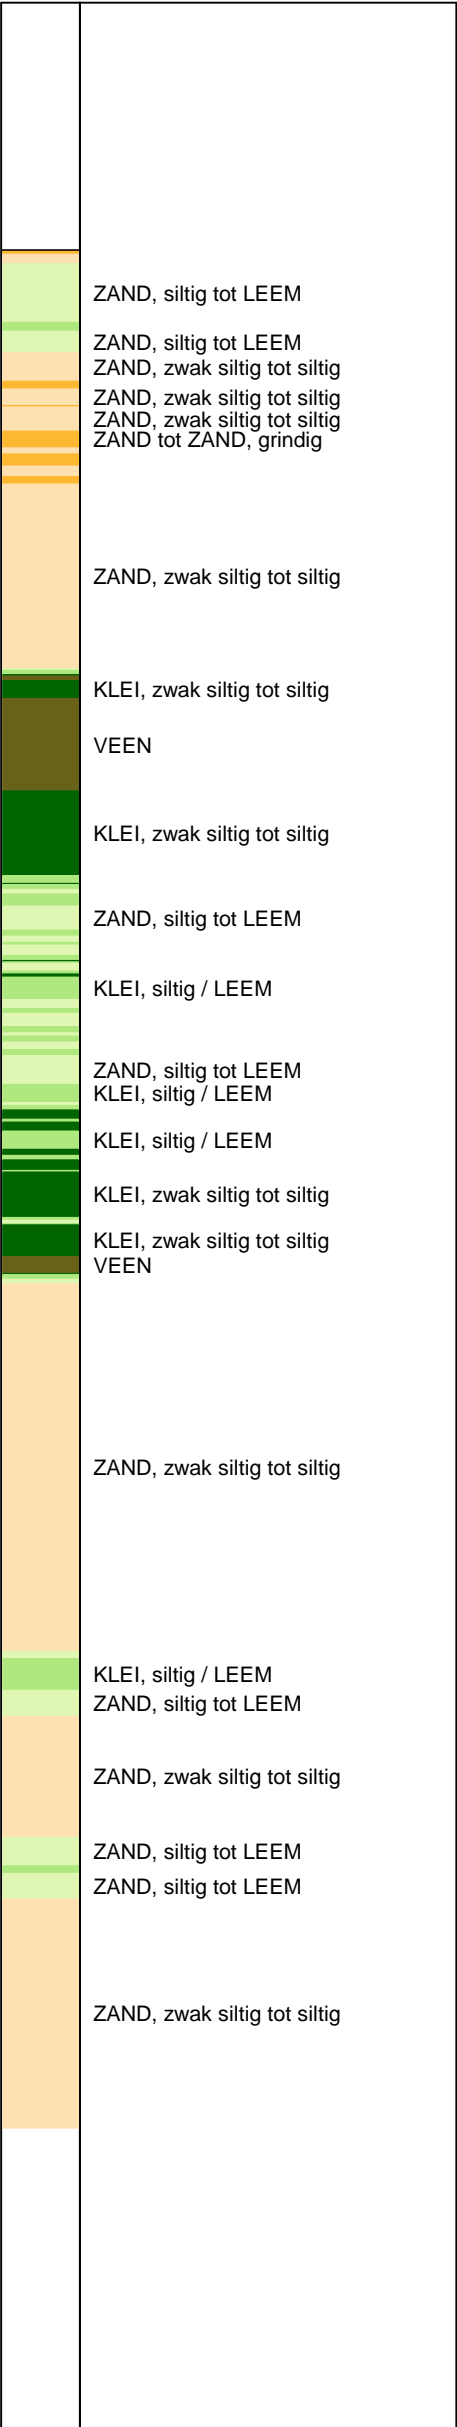 ZAND, siltig tot LEEM
ZAND, siltig tot LEEM
ZAND, zwak siltig tot siltig
ZAND, zwak siltig tot siltig
ZAND, zwak siltig tot siltig
ZAND tot ZAND, grindig
ZAND, zwak siltig tot siltig
KLEI, zwak siltig tot siltig
VEEN
KLEI, zwak siltig tot siltig
ZAND, siltig tot LEEM
KLEI, siltig / LEEM
ZAND, siltig tot LEEM
KLEI, siltig / LEEM
KLEI, siltig / LEEM
KLEI, zwak siltig tot siltig
KLEI, zwak siltig tot siltig
VEEN
ZAND, zwak siltig tot siltig
KLEI, siltig / LEEM
ZAND, siltig tot LEEM
ZAND, zwak siltig tot siltig
ZAND, siltig tot LEEM
ZAND, siltig tot LEEM
ZAND, zwak siltig tot siltig